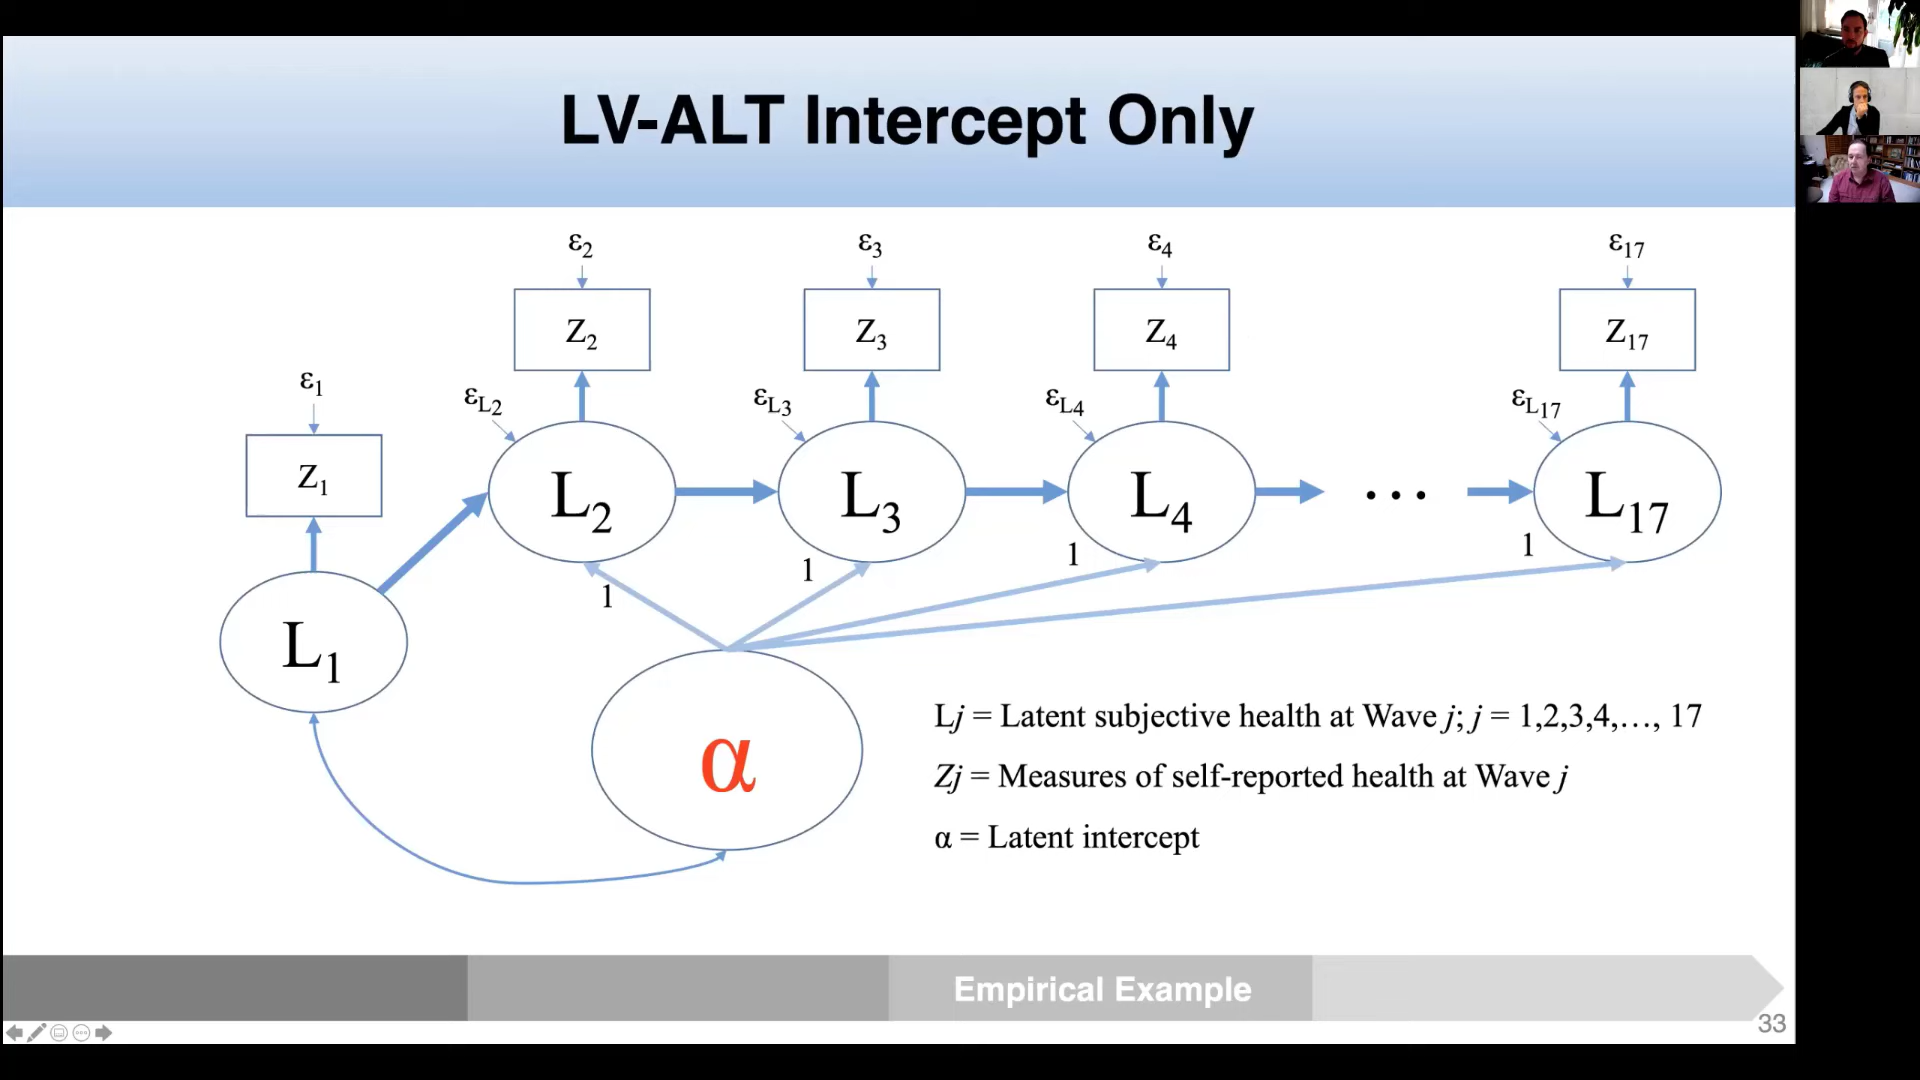 LV-ALT Intercept Only
ε2 ε3 ε4 ε17
Z2 Z3 Z4 Z17
ε1 εL2 εL3 εL4 εL17
Z1
L2 L3 L4 … L17
1 1 1 1
L1
α
Lj = Latent subjective health at Wave j; j = 1,2,3,4,…, 17
Zj = Measures of self-reported health at Wave j
α = Latent intercept
Empirical Example
33